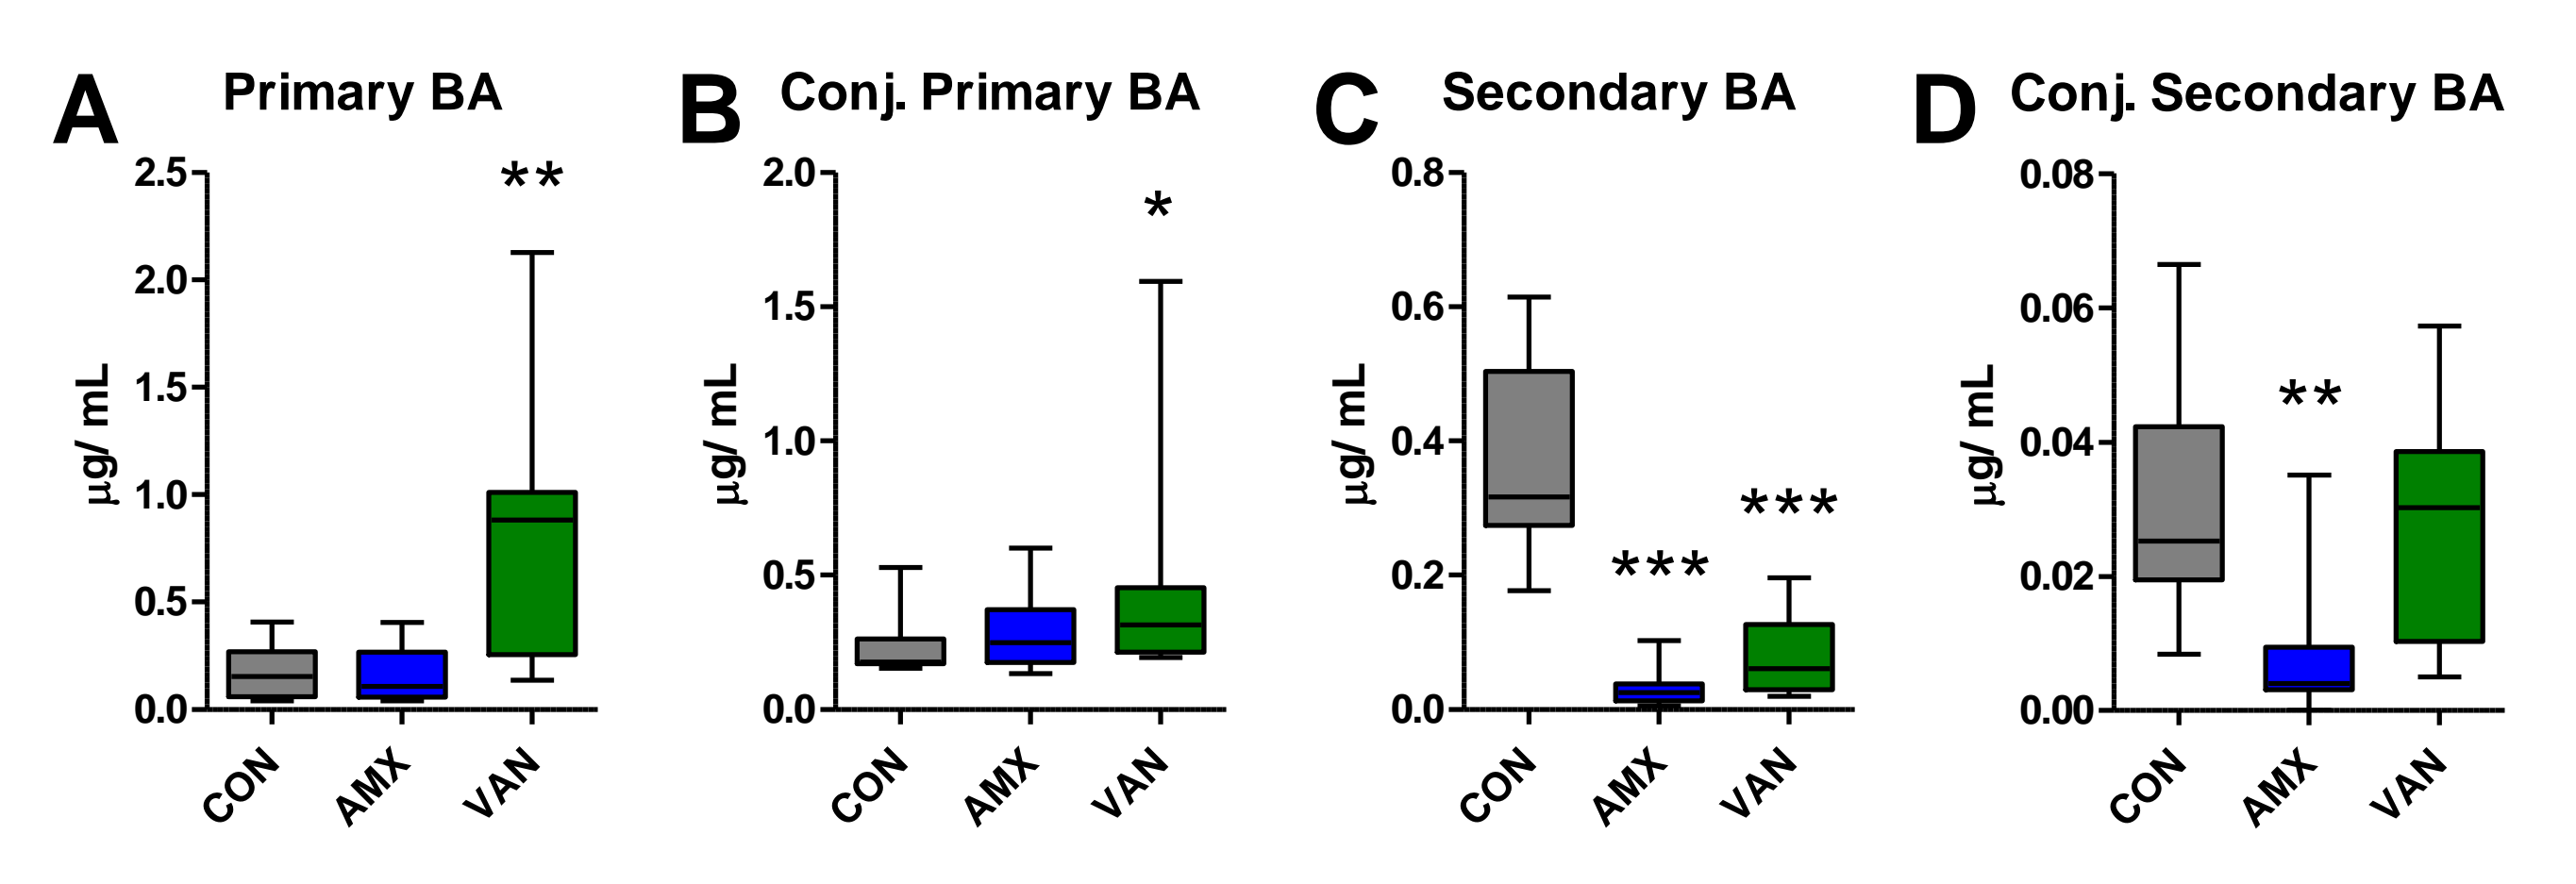 A Primary BA
**
2.5
2.0
1.5
1.0
0.5
0.0
µg/ mL
CON AMX VAN
B Conj. Primary BA
*
2.0
1.5
1.0
0.5
0.0
µg/ mL
CON AMX VAN
C Secondary BA
*** ***
0.8
0.6
0.4
0.2
0.0
µg/ mL
CON AMX VAN
D Conj. Secondary BA
**
0.08
0.06
0.04
0.02
0.00
µg/ mL
CON AMX VAN